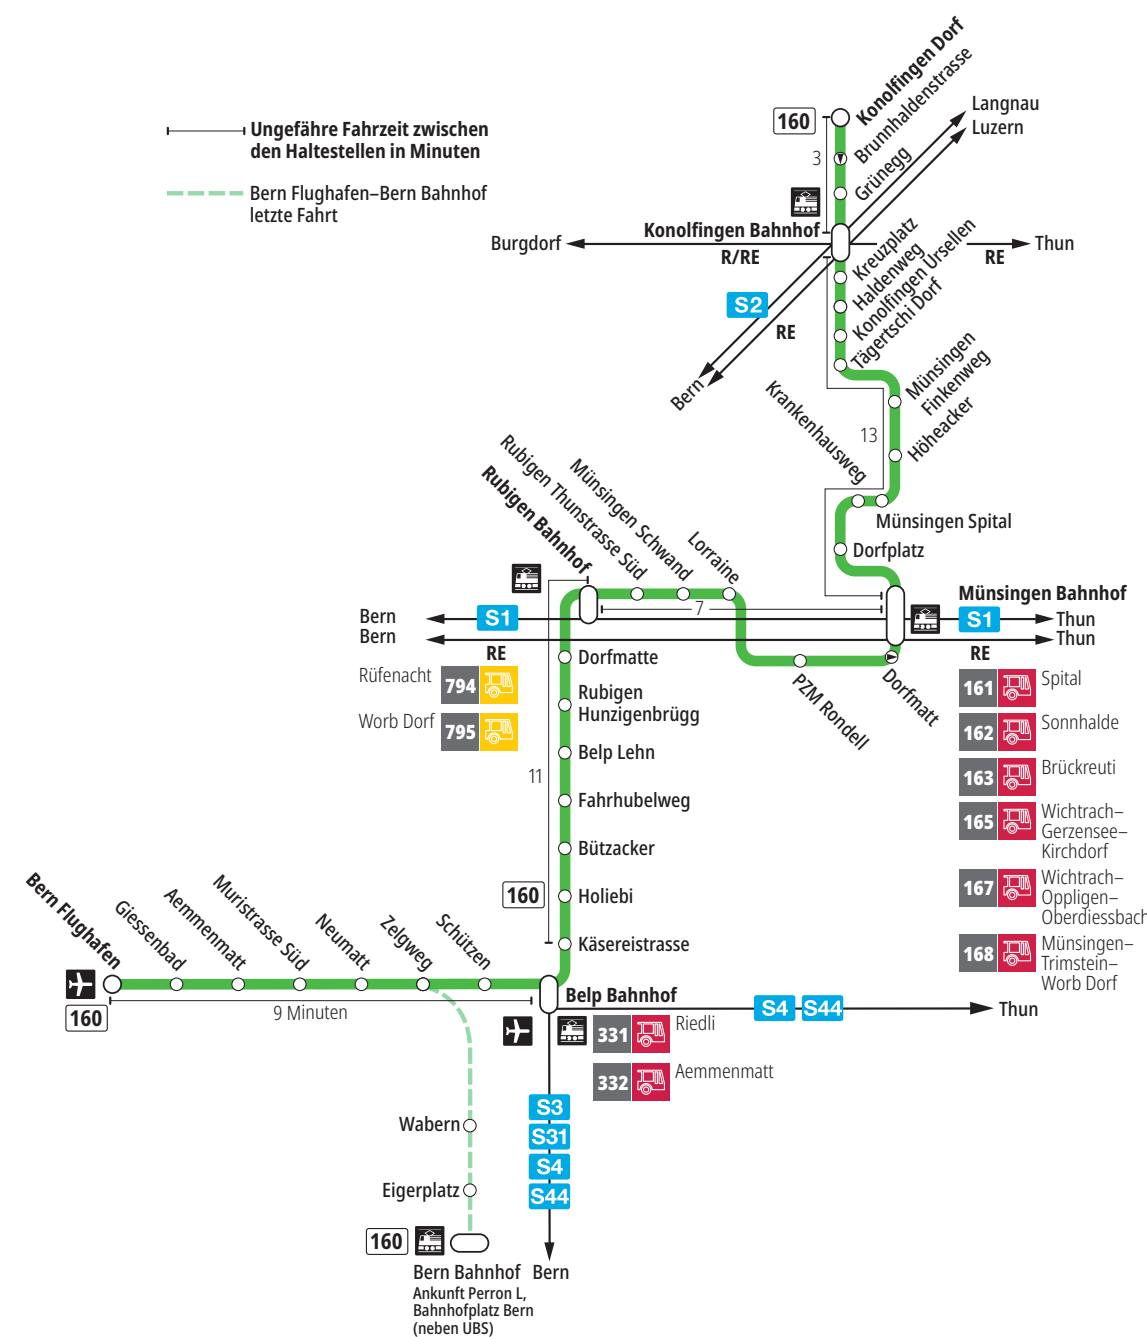 Ungefähre Fahrzeit zwischen
den Haltestellen in Minuten
Bern Flughafen–Bern Bahnhof
letzte Fahrt
160
Konolfingen Dorf
Brunnhaldenstrasse
Langnau
Luzern
3
Grünegg
Konolfingen Bahnhof
Burgdorf
R/RE
RE
Thun
Kreuzplatz
Haldenweg
Konolfingen Ursellen
Tägertschi Dorf
S2
RE
Bern
Münsingen
Finkenweg
Höheacker
13
Krankenhausweg
Münsingen Spital
Dorfplatz
Rubigen Bahnhof
Rubigen Thunstrasse Süd
Münsingen Schwand
Lorraine
7
Münsingen Bahnhof
Bern
S1
S1
Thun
Bern
Thun
RE
RE
Rüfenacht
794
Worb Dorf
795
PZM Rondell
Dorfmatt
161
Spital
162
Sonnhalde
163
Brückreuti
165
Wichtrach–
Gerzensee–
Kirchdorf
167
Wichtrach–
Oppligen–
Oberdiessbach
168
Münsingen–
Trimstein–
Worb Dorf
Dorfmatte
Rubigen
Hunzigenbrügg
Belp Lehn
11
Fahrhubelweg
Bützacker
160
Holiebi
Käsereistrasse
Bern Flughafen
Giessenbad
Aemmenmatt
Muristrasse Süd
Neumatt
Zelgweg
Schützen
160
9 Minuten
Belp Bahnhof
S4
S44
Thun
331
Riedli
332
Aemmenmatt
S3
S31
S4
S44
Bern
Wabern
Eigerplatz
160
Bern Bahnhof
Ankunft Perron L,
Bahnhofplatz Bern
(neben UBS)